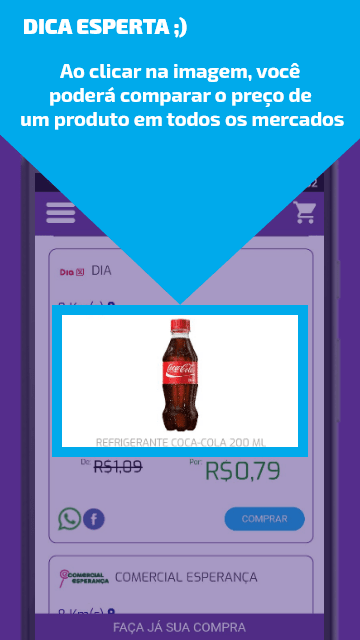 DICA ESPERTA ;)
Ao clicar na imagem, você
poderá comparar o preço de
um produto em todos os mercados
Dia DIA
Coca-Cola
REFRIGERANTE COCA-COLA 200 ML
De: R$1,09 Por: R$0,79
COMPRAR
COMERCIAL ESPERANÇA COMERCIAL ESPERANÇA
FAÇA JÁ SUA COMPRA